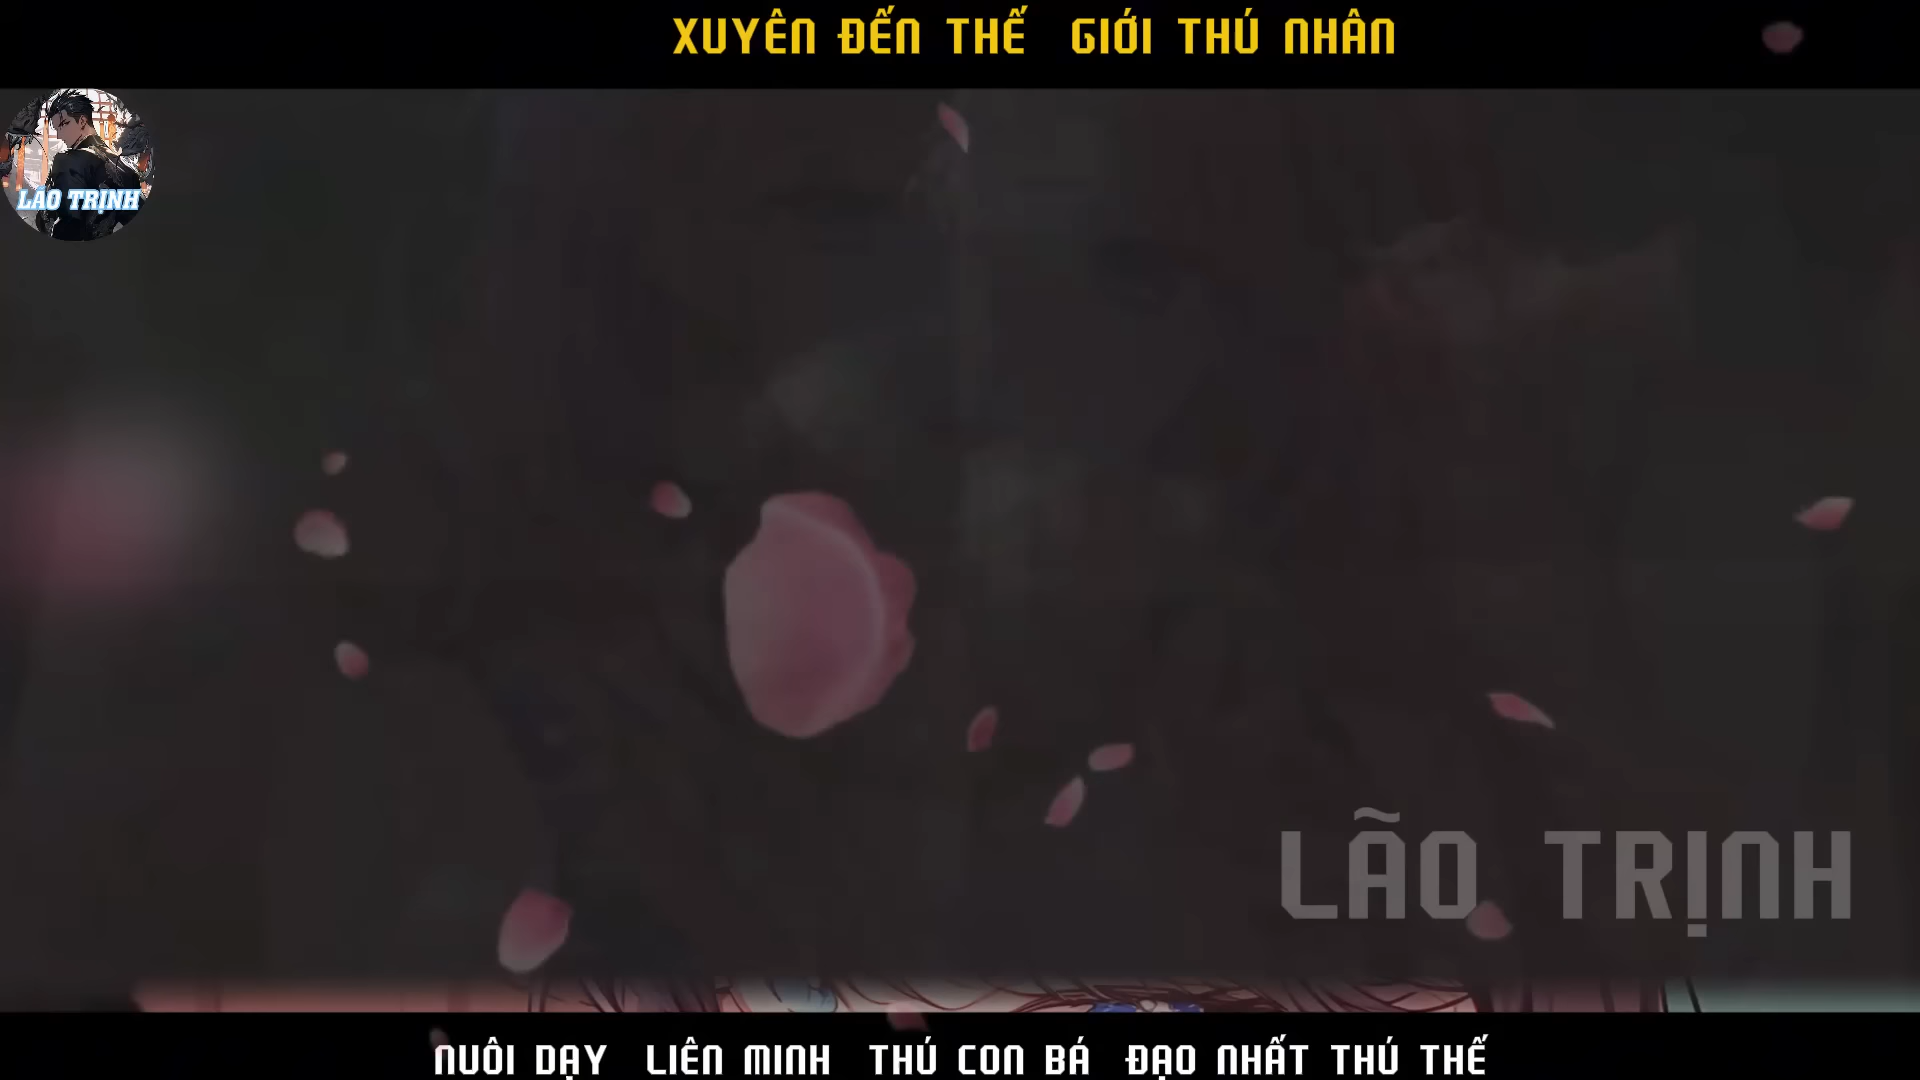 XUYÊN ĐẾN THẾ GIỚI THÚ NHÂN
LÃO TRỊNH
LÃO TRỊNH
NUÔI DẠY LIÊN MINH THÚ CON BÁ ĐẠO NHẤT THÚ THẾ